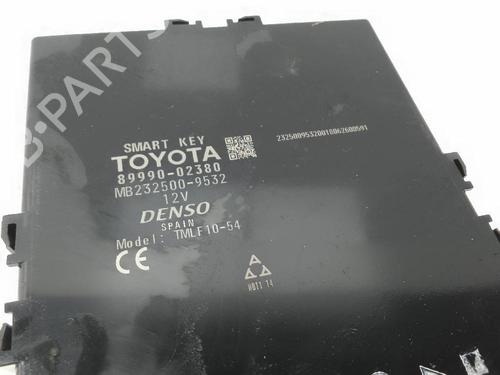 B-PARTS
SMART KEY
TOYOTA
89990-02380
MB232500-9532
12V
DENSO
SPAIN
Model: TMLF10-54
CE